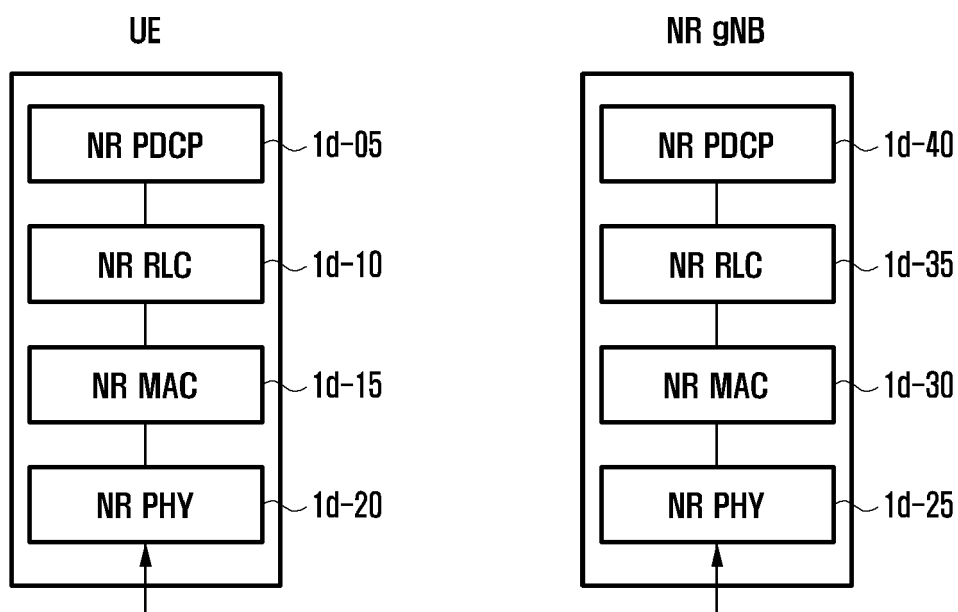 UE
NR gNB
NR PDCP 1d-05
NR PDCP 1d-40
NR RLC 1d-10
NR RLC 1d-35
NR MAC 1d-15
NR MAC 1d-30
NR PHY 1d-20
NR PHY 1d-25